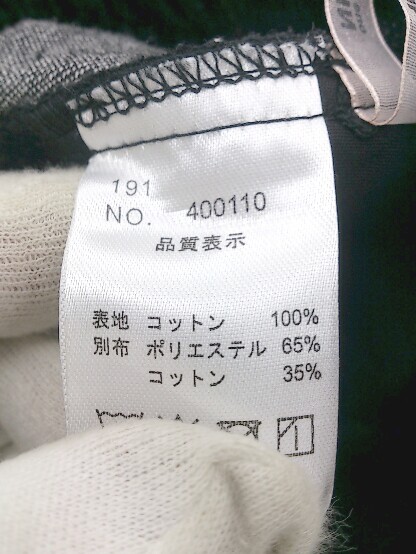 191
NO. 400110
品質表示
表地 コットン 100%
別布 ポリエステル 65%
コットン 35%